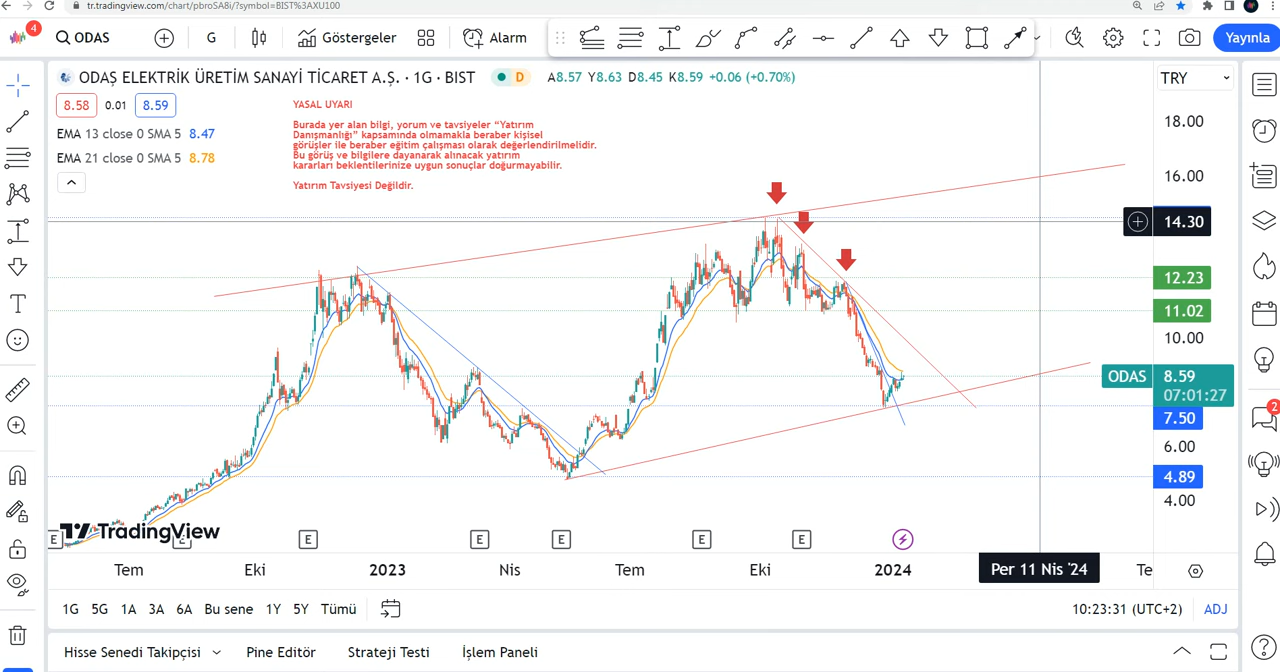 tr.tradingview.com/chart/pbroSA8i/?symbol=BIST%3AXU100
4
ODAS
G
Göstergeler
Alarm
Yayınla
ODAŞ ELEKTRİK ÜRETİM SANAYİ TİCARET A.Ş. · 1G · BIST
D
A8.57 Y8.63 D8.45 K8.59 +0.06 (+0.70%)
TRY
8.58
0.01
8.59
EMA 13 close 0 SMA 5 8.47
EMA 21 close 0 SMA 5 8.78
YASAL UYARI
Burada yer alan bilgi, yorum ve tavsiyeler “Yatırım
Danışmanlığı” kapsamında olmamakla beraber kişisel
görüşler ile beraber eğitim çalışması olarak değerlendirilmelidir.
Bu görüş ve bilgilere dayanarak alınacak yatırım
kararları beklentilerinize uygun sonuçlar doğurmayabilir.
Yatırım Tavsiyesi Değildir.
18.00
16.00
14.30
12.23
11.02
10.00
ODAS
8.59
07:01:27
7.50
6.00
4.89
4.00
2
TradingView
E
E
E
E
E
E
E
Tem
Eki
2023
Nis
Tem
Eki
2024
Per 11 Nis '24
Te
1G
5G
1A
3A
6A
Bu sene
1Y
5Y
Tümü
10:23:31 (UTC+2)
ADJ
Hisse Senedi Takipçisi
Pine Editör
Strateji Testi
İşlem Paneli